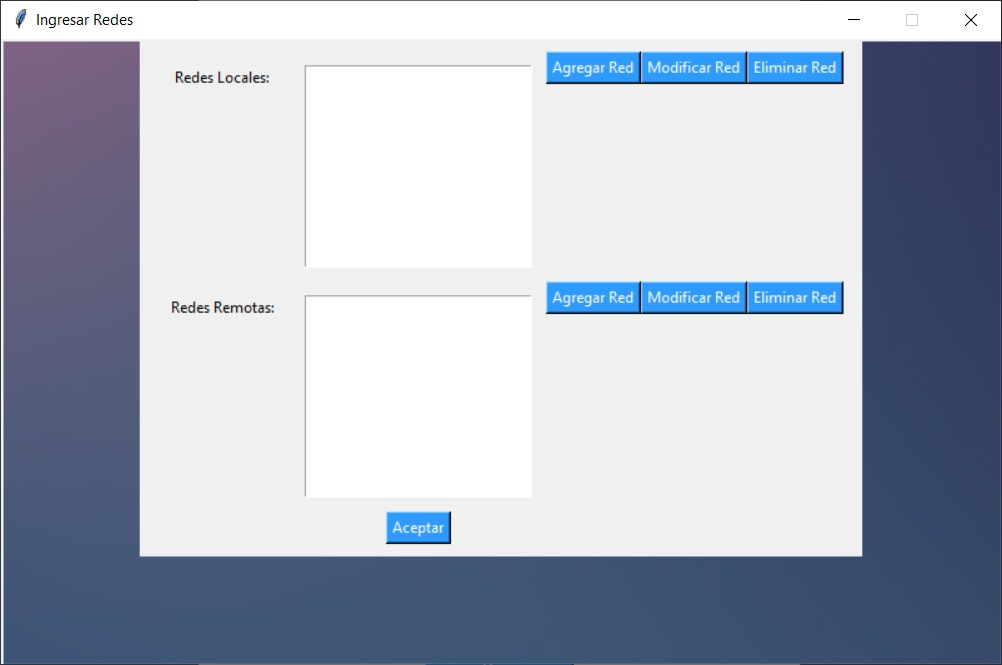 Ingresar Redes
Redes Locales:
Agregar Red Modificar Red Eliminar Red
Redes Remotas:
Agregar Red Modificar Red Eliminar Red
Aceptar